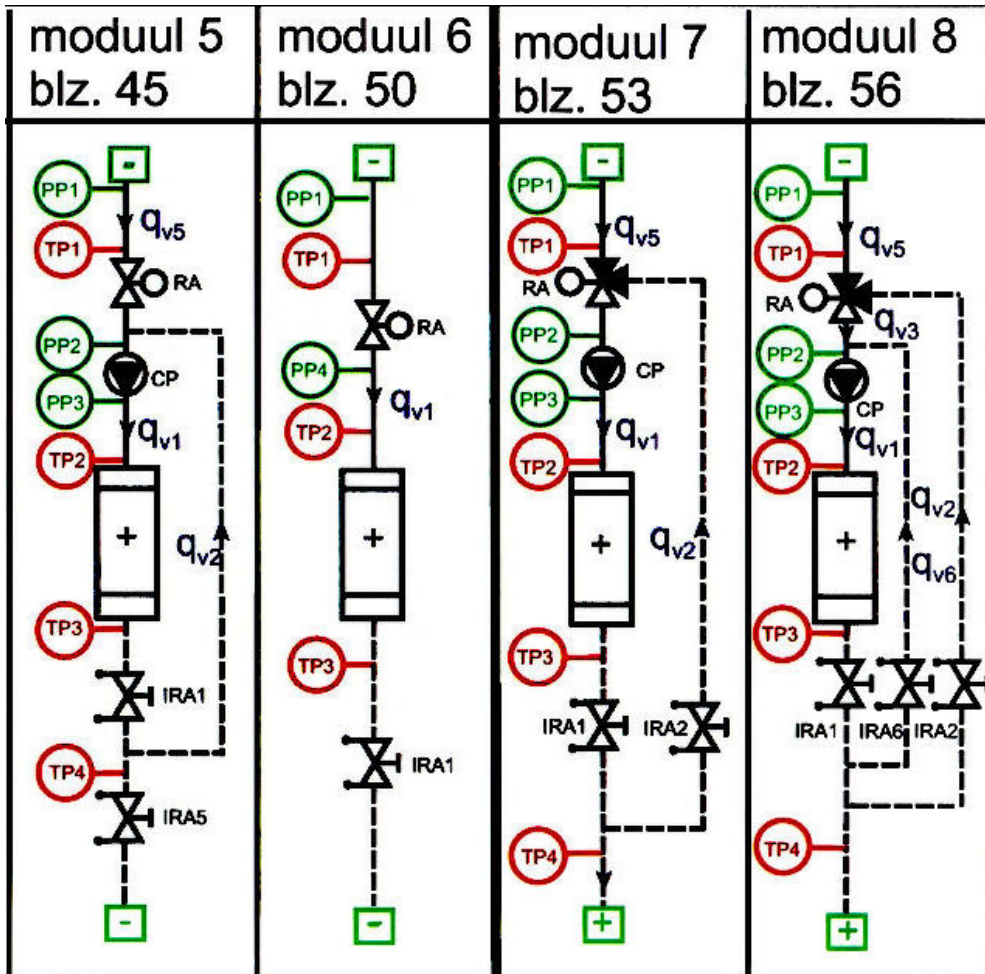 moduul 5
blz. 45
-
PP1
qv5
TP1
RA
PP2
CP
PP3
qv1
TP2
+
qv2
TP3
IRA1
TP4
IRA5
-
moduul 6
blz. 50
-
PP1
TP1
RA
PP4
qv1
TP2
+
TP3
IRA1
-
moduul 7
blz. 53
-
PP1
qv5
TP1
RA
PP2
CP
PP3
qv1
TP2
+
qv2
TP3
IRA1 IRA2
TP4
+
moduul 8
blz. 56
-
PP1
qv5
TP1
RA
qv3
PP2
PP3 CP
qv1
TP2
qv2
+
qv6
TP3
IRA1 IRA6 IRA2
TP4
+